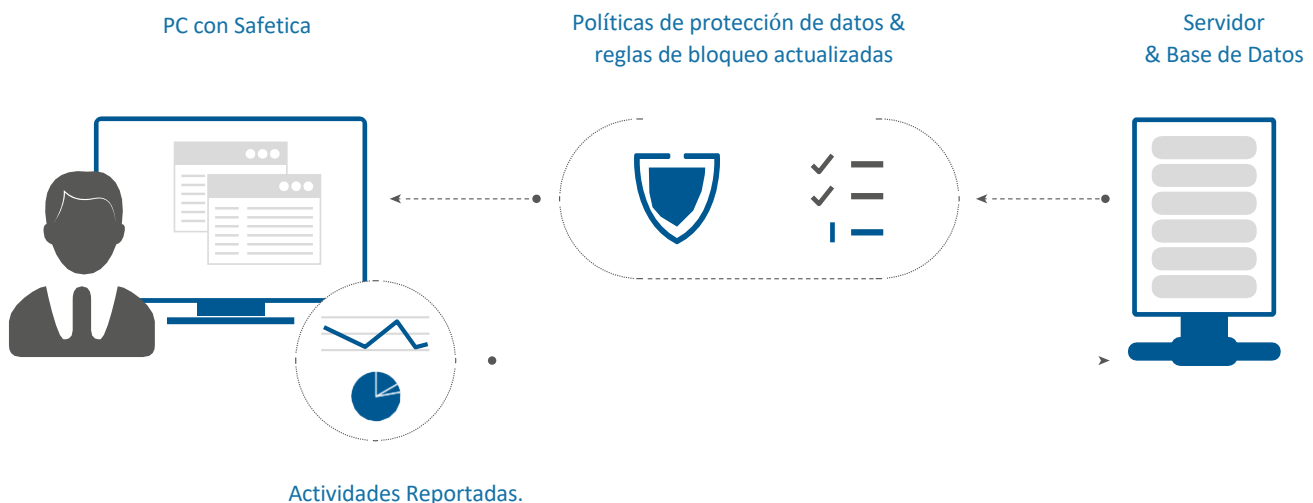 PC con Safetica
Políticas de protección de datos &
reglas de bloqueo actualizadas
Servidor
& Base de Datos
Actividades Reportadas.